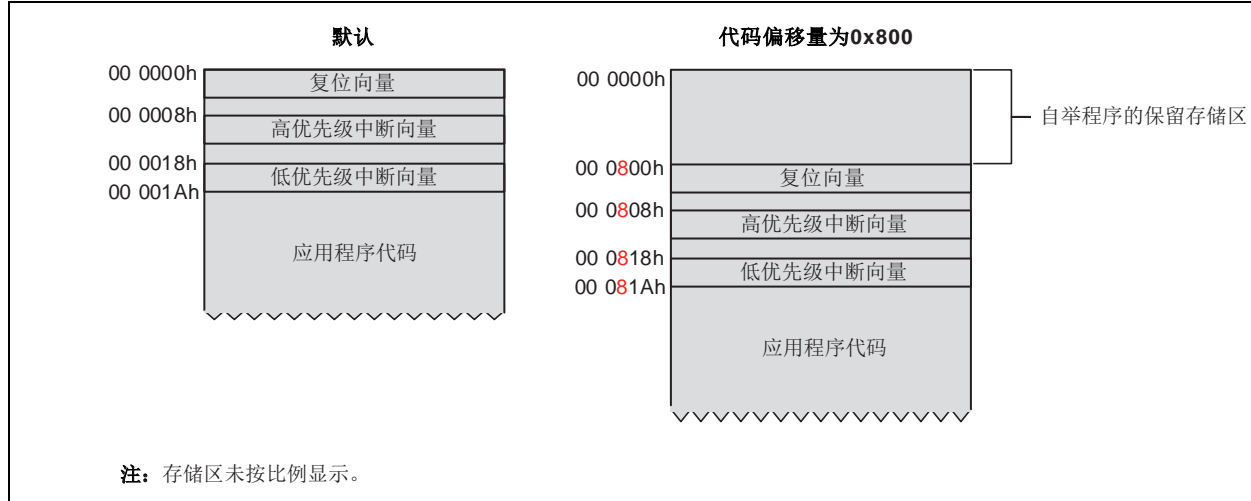 默认
00 0000h
复位向量
00 0008h
高优先级中断向量
00 0018h
低优先级中断向量
00 001Ah
应用程序代码
代码偏移量为0x800
00 0000h
自举程序的保留存储区
00 0800h
复位向量
00 0808h
高优先级中断向量
00 0818h
低优先级中断向量
00 081Ah
应用程序代码
注：存储区未按比例显示。